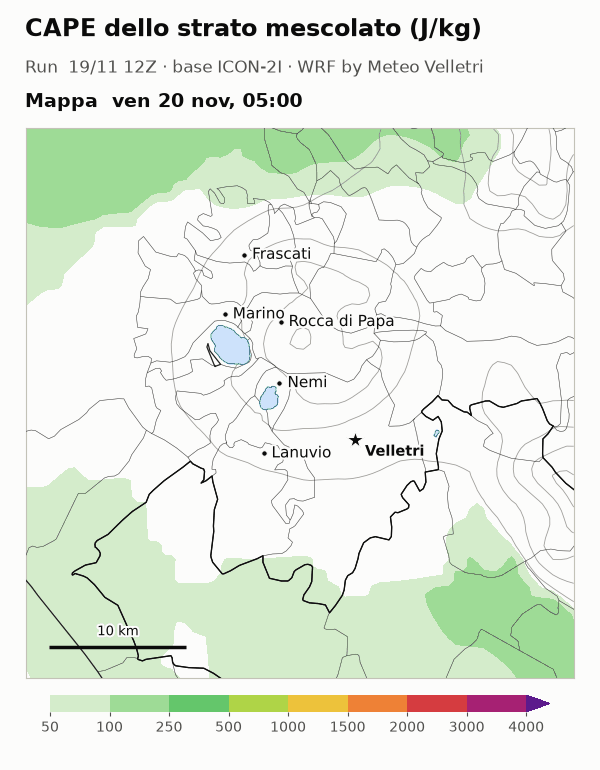 CAPE dello strato mescolato (J/kg)
Run  19/11 12Z · base ICON-2I · WRF by Meteo Velletri
Mappa  ven 20 nov, 05:00
Frascati
Marino
Rocca di Papa
Nemi
Velletri
Lanuvio
10 km
50 100 250 500 1000 1500 2000 3000 4000